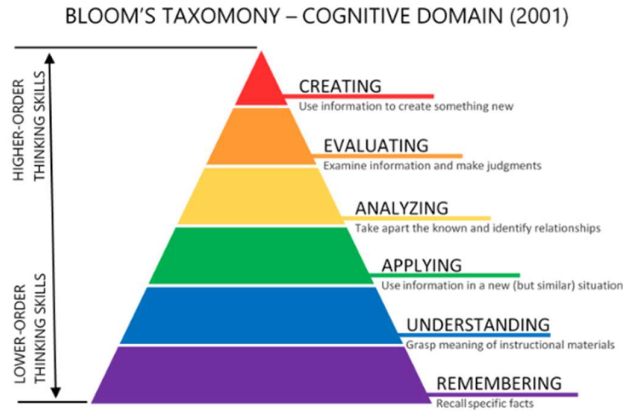 BLOOM'S TAXOMONY – COGNITIVE DOMAIN (2001)
HIGHER-ORDER
THINKING SKILLS
CREATING
Use information to create something new
EVALUATING
Examine information and make judgments
ANALYZING
Take apart the known and identify relationships
APPLYING
Use information in a new (but similar) situation
LOWER-ORDER
THINKING SKILLS
UNDERSTANDING
Grasp meaning of instructional materials
REMEMBERING
Recall specific facts